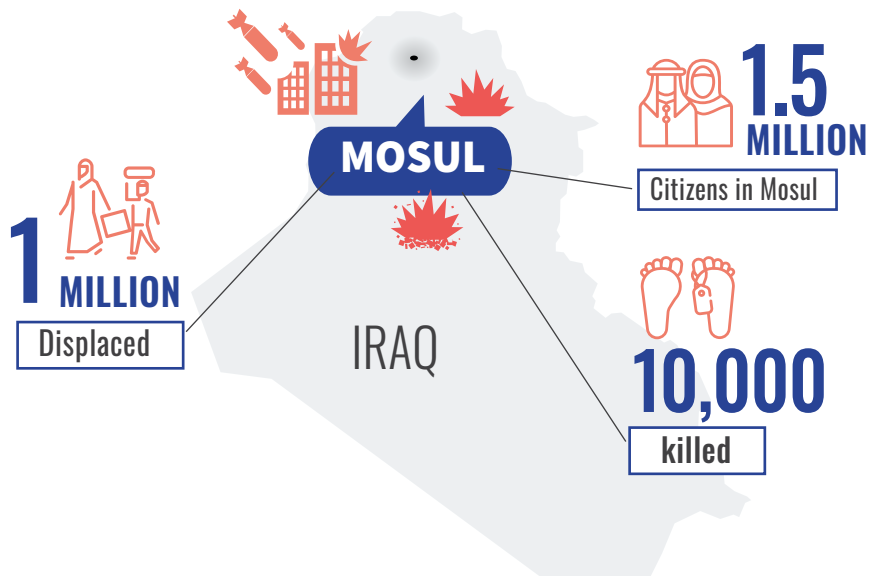 MOSUL
1.5
MILLION
Citizens in Mosul
1
MILLION
Displaced
IRAQ
10,000
killed